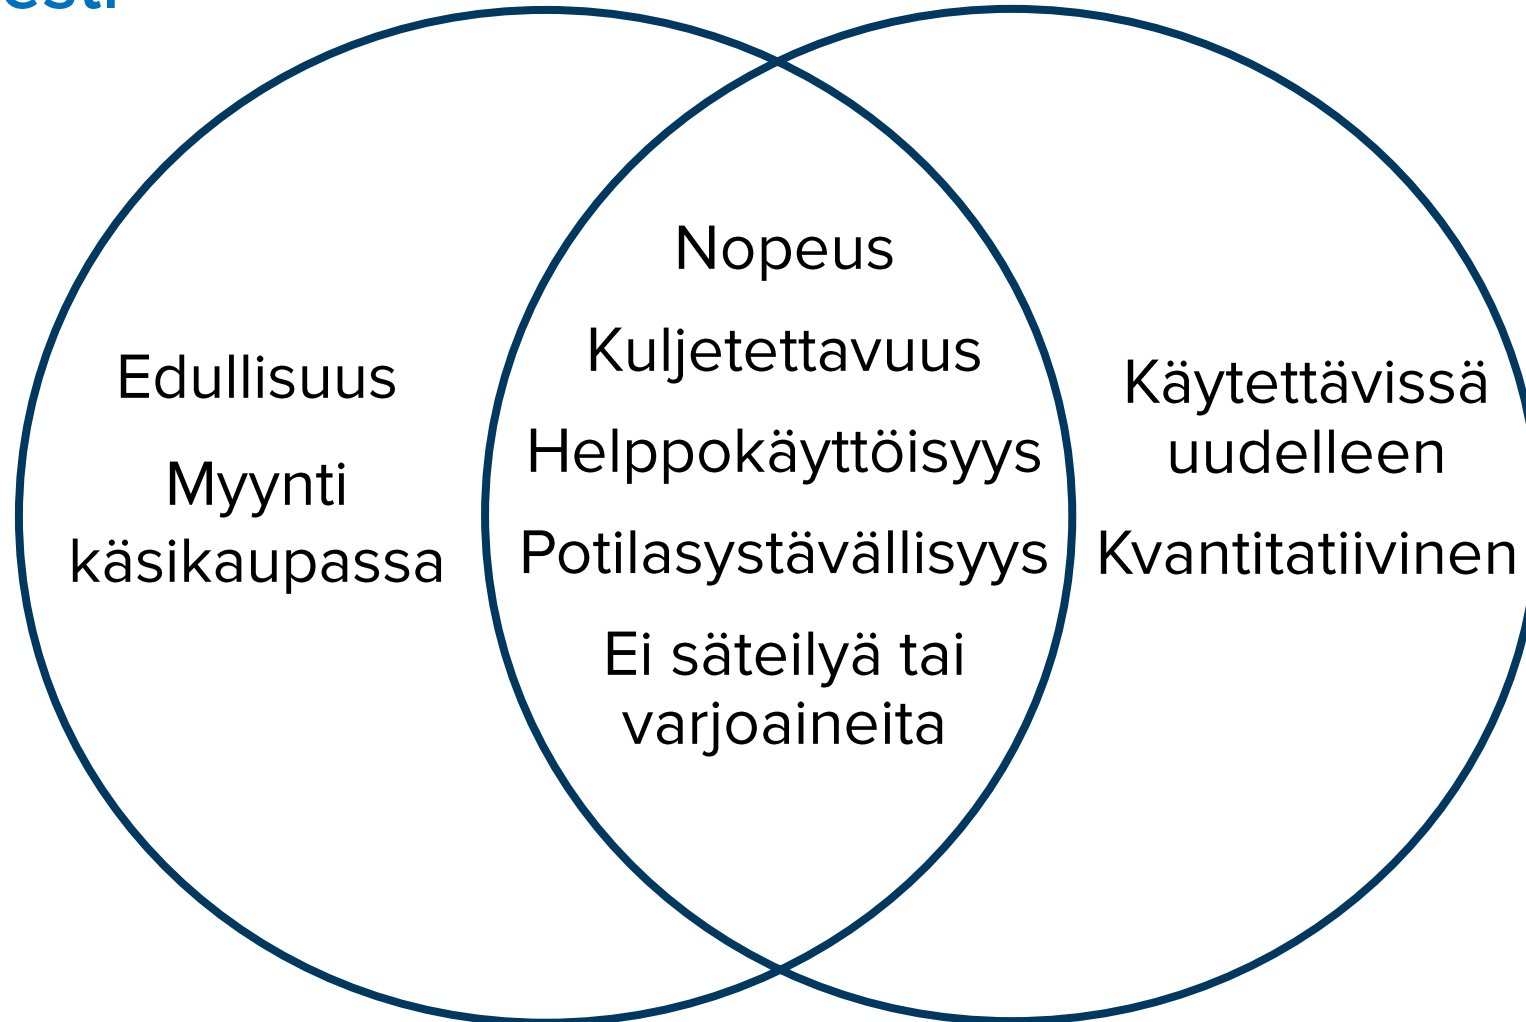 Edullisuus
Myynti
käsikaupassa
Nopeus
Kuljetettavuus
Helppokäyttöisyys
Potilasystävällisyys
Ei säteilyä tai
varjoaineita
Käytettävissä
uudelleen
Kvantitatiivinen